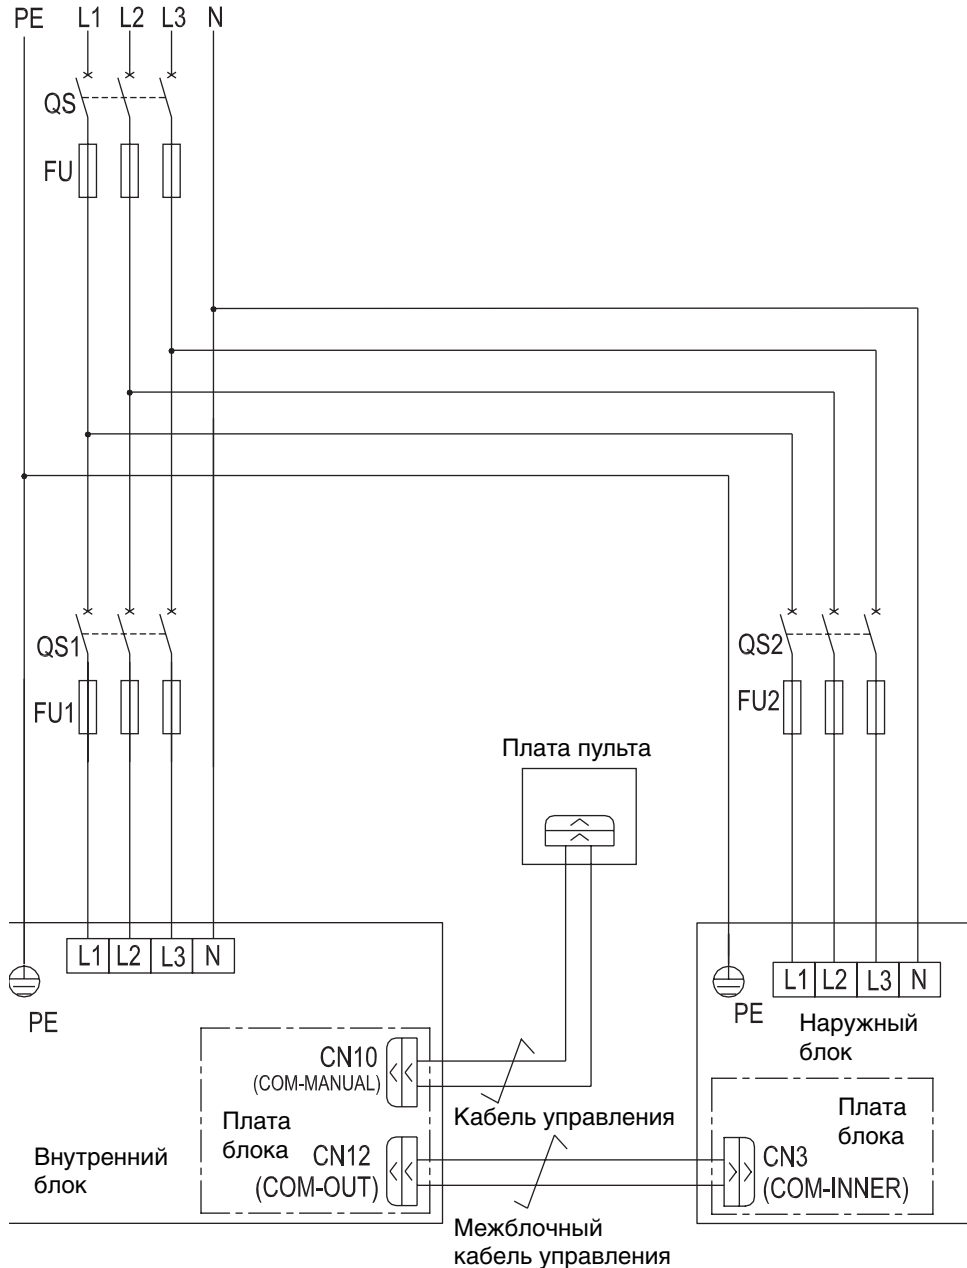 PE L1 L2 L3 N
QS
FU
QS1
QS2
FU1
FU2
Плата пульта
L1 L2 L3 N
PE
L1 L2 L3 N
PE
Наружный
блок
CN10
(COM-MANUAL)
Кабель управления
Плата
блока
Плата
блока
Внутренний
блок
CN12
(COM-OUT)
CN3
(COM-INNER)
Межблочный
кабель управления